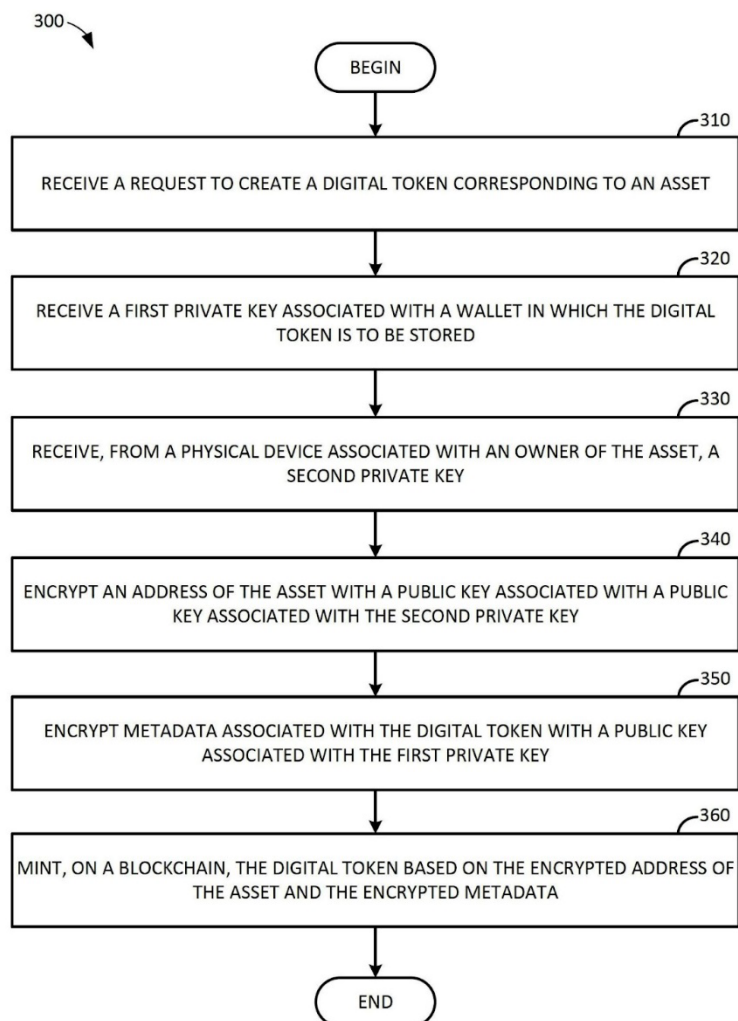 300
BEGIN
310
RECEIVE A REQUEST TO CREATE A DIGITAL TOKEN CORRESPONDING TO AN ASSET
320
RECEIVE A FIRST PRIVATE KEY ASSOCIATED WITH A WALLET IN WHICH THE DIGITAL
TOKEN IS TO BE STORED
330
RECEIVE, FROM A PHYSICAL DEVICE ASSOCIATED WITH AN OWNER OF THE ASSET, A
SECOND PRIVATE KEY
340
ENCRYPT AN ADDRESS OF THE ASSET WITH A PUBLIC KEY ASSOCIATED WITH A PUBLIC
KEY ASSOCIATED WITH THE SECOND PRIVATE KEY
350
ENCRYPT METADATA ASSOCIATED WITH THE DIGITAL TOKEN WITH A PUBLIC KEY
ASSOCIATED WITH THE FIRST PRIVATE KEY
360
MINT, ON A BLOCKCHAIN, THE DIGITAL TOKEN BASED ON THE ENCRYPTED ADDRESS OF
THE ASSET AND THE ENCRYPTED METADATA
END